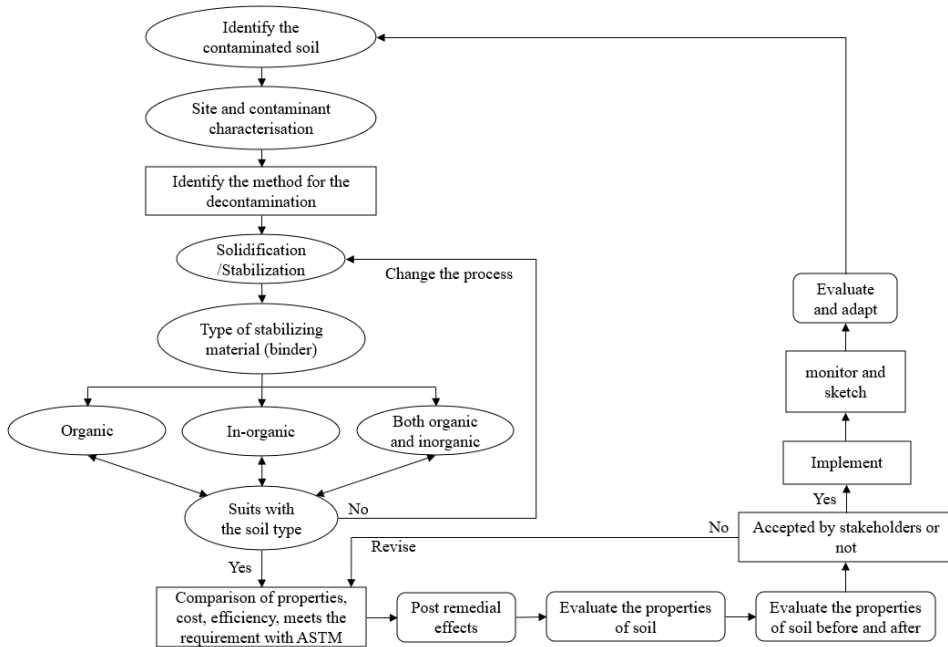 Identify the
contaminated soil
Site and contaminant
characterisation
Identify the method for the
decontamination
Solidification
/Stabilization
Change the process
Type of stabilizing
material (binder)
Organic
In-organic
Both organic
and inorganic
Suits with
the soil type
No
Yes
Comparison of properties,
cost, efficiency, meets the
requirement with ASTM
Post remedial
effects
Evaluate the properties
of soil
Evaluate the properties
of soil before and after
Accepted by stakeholders or
not
No
Revise
Yes
Implement
monitor and
sketch
Evaluate
and adapt